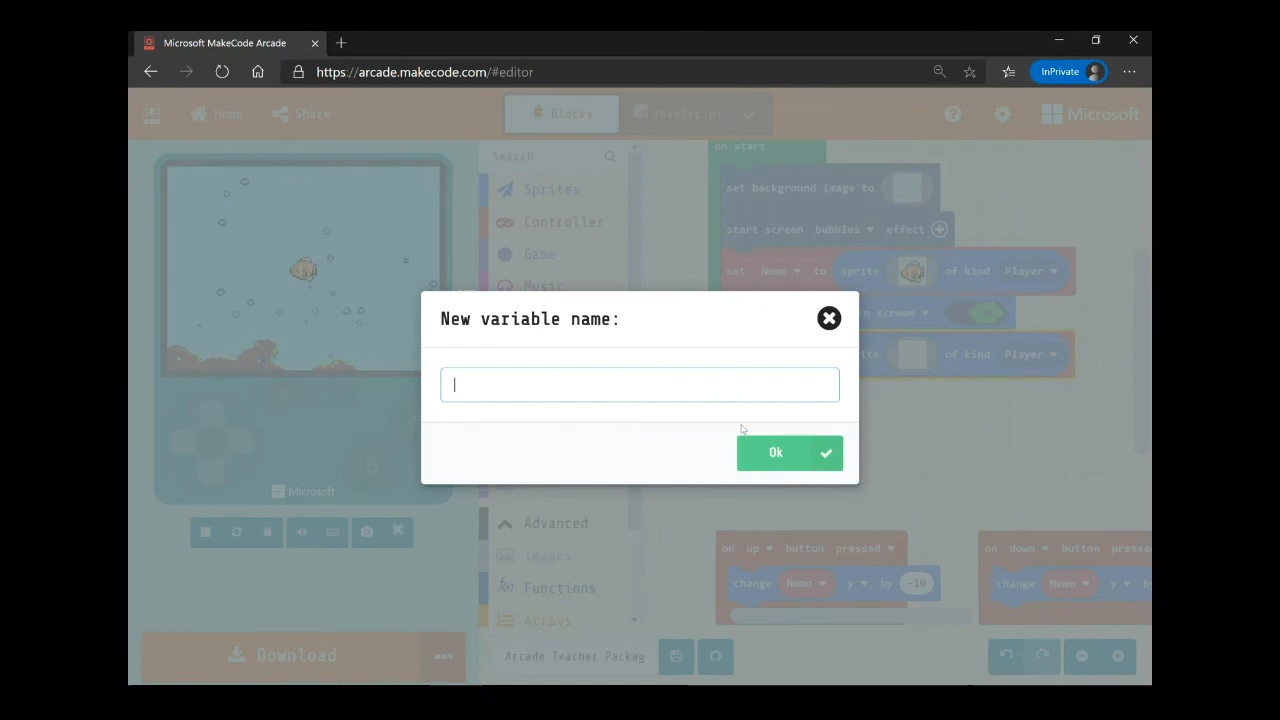 Microsoft MakeCode Arcade
https://arcade.makecode.com/#editor
InPrivate
Home
Share
Blocks
JavaScript
Microsoft
Search
Sprites
Controller
Game
Music
Advanced
Images
Functions
Arrays
on start
set background image to
start screen bubbles effect
set Nemo to sprite of kind Player
n screen
ite of kind Player
New variable name:
Ok
B
Microsoft
on up button pressed
change Nemo y by -10
on down button presse
change Nemo y b
Download
Arcade Teacher Packag